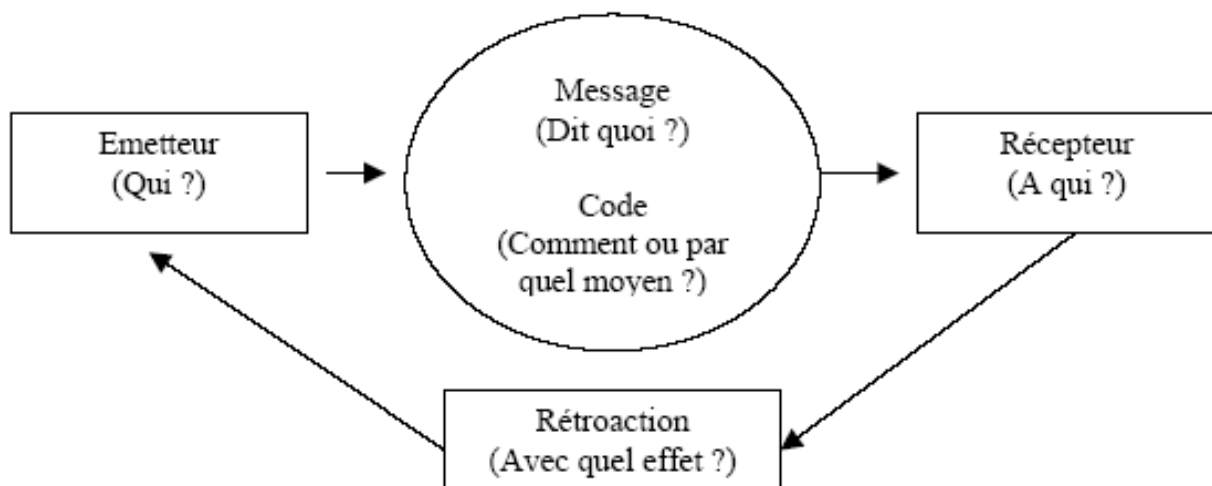 Emetteur
(Qui ?)
Message
(Dit quoi ?)
Code
(Comment ou par
quel moyen ?)
Récepteur
(A qui ?)
Rétroaction
(Avec quel effet ?)